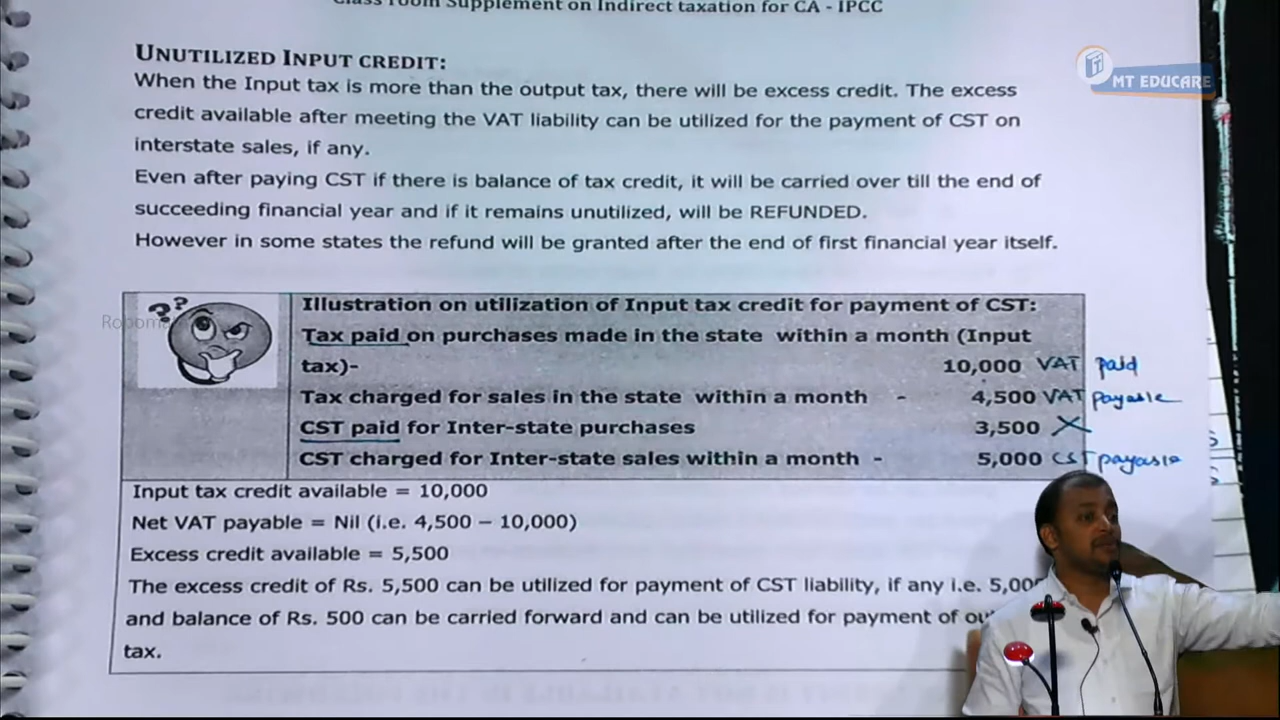 Class room Supplement on Indirect taxation for CA - IPCC
UNUTILIZED INPUT CREDIT:
MT EDUCARE
When the Input tax is more than the output tax, there will be excess credit. The excess
credit available after meeting the VAT liability can be utilized for the payment of CST on
interstate sales, if any.
Even after paying CST if there is balance of tax credit, it will be carried over till the end of
succeeding financial year and if it remains unutilized, will be REFUNDED.
However in some states the refund will be granted after the end of first financial year itself.
???
Illustration on utilization of Input tax credit for payment of CST:
Tax paid on purchases made in the state within a month (Input
tax)- 10,000 VAT paid
Tax charged for sales in the state within a month - 4,500 VAT payable
CST paid for Inter-state purchases 3,500 X
CST charged for Inter-state sales within a month - 5,000 CST payable
Input tax credit available = 10,000
Net VAT payable = Nil (i.e. 4,500 – 10,000)
Excess credit available = 5,500
The excess credit of Rs. 5,500 can be utilized for payment of CST liability, if any i.e. 5,000
and balance of Rs. 500 can be carried forward and can be utilized for payment of
tax.